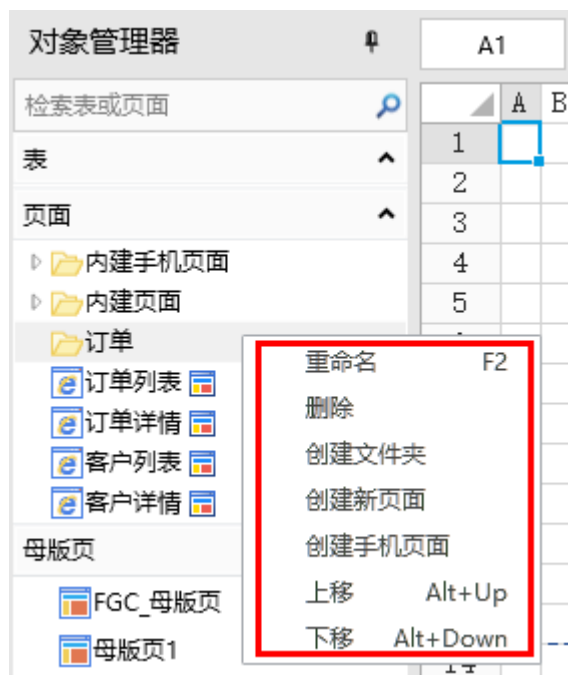 对象管理器
A1
检索表或页面
A B
表
1
2
页面
3
内建手机页面
4
内建页面
5
订单
重命名 F2
订单列表
删除
订单详情
创建文件夹
客户列表
创建新页面
客户详情
创建手机页面
母版页
上移 Alt+Up
FGC_母版页
下移 Alt+Down
母版页1
14